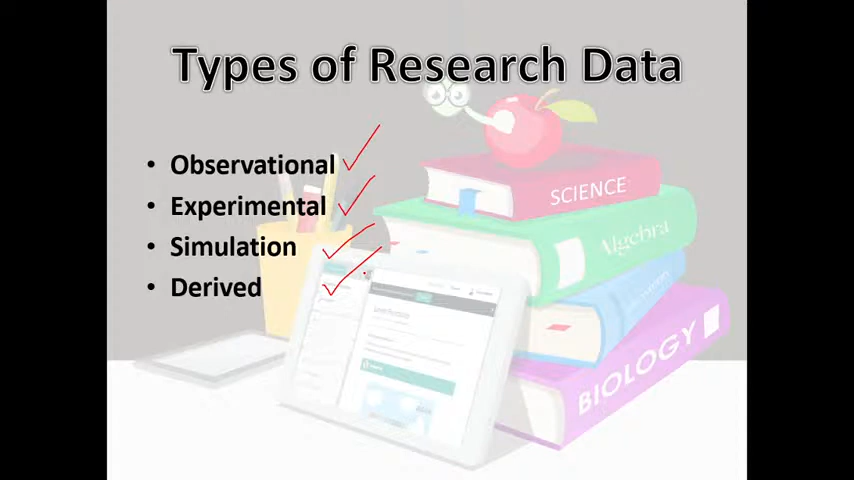 Types of Research Data
• Observational
• Experimental
• Simulation
• Derived
SCIENCE
Algebra
BIOLOGY